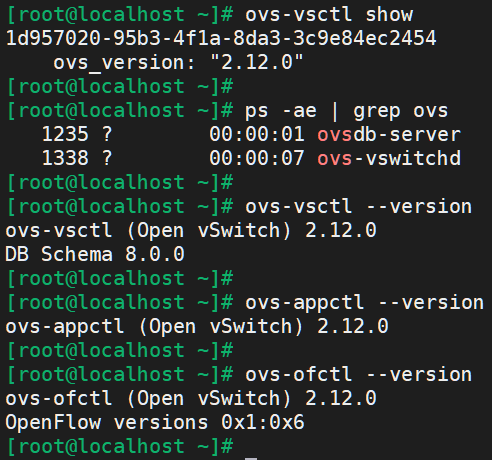 [root@localhost ~]# ovs-vsctl show
1d957020-95b3-4f1a-8da3-3c9e84ec2454
    ovs_version: "2.12.0"
[root@localhost ~]#
[root@localhost ~]# ps -ae | grep ovs
   1235 ?        00:00:01 ovsdb-server
   1338 ?        00:00:07 ovs-vswitchd
[root@localhost ~]#
[root@localhost ~]# ovs-vsctl --version
ovs-vsctl (Open vSwitch) 2.12.0
DB Schema 8.0.0
[root@localhost ~]#
[root@localhost ~]# ovs-appctl --version
ovs-appctl (Open vSwitch) 2.12.0
[root@localhost ~]#
[root@localhost ~]# ovs-ofctl --version
ovs-ofctl (Open vSwitch) 2.12.0
OpenFlow versions 0x1:0x6
[root@localhost ~]#